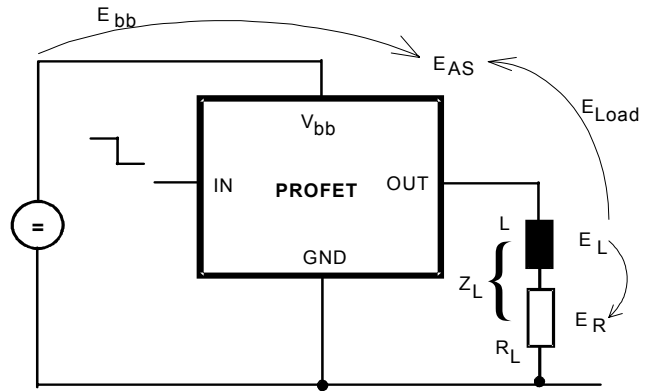 E bb
E AS
E Load
V bb
IN
PROFET
OUT
GND
L
E L
Z L
{
E R
R L
=